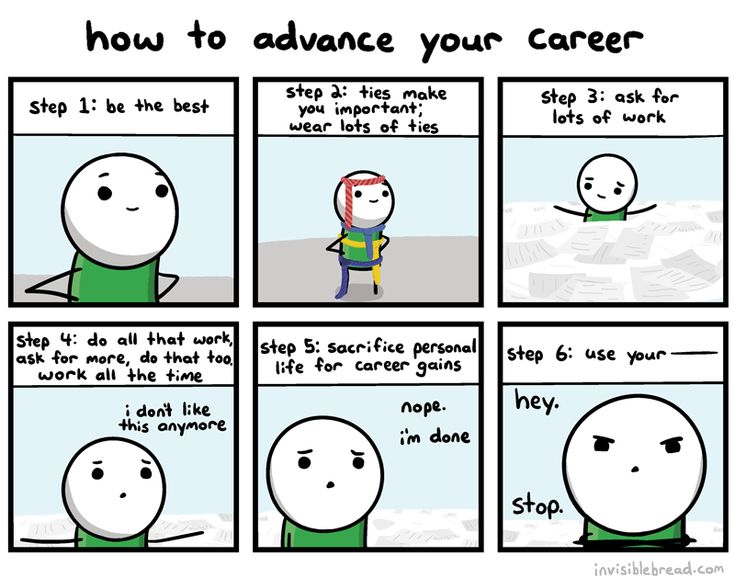 how to advance your career
step 1: be the best
step 2: ties make
you important;
wear lots of ties
step 3: ask for
lots of work
step 4: do all that work,
ask for more, do that too.
work all the time
i don't like
this anymore
step 5: sacrifice personal
life for career gains
nope.
i'm done
step 6: use your ———
hey.
stop.
invisiblebread.com